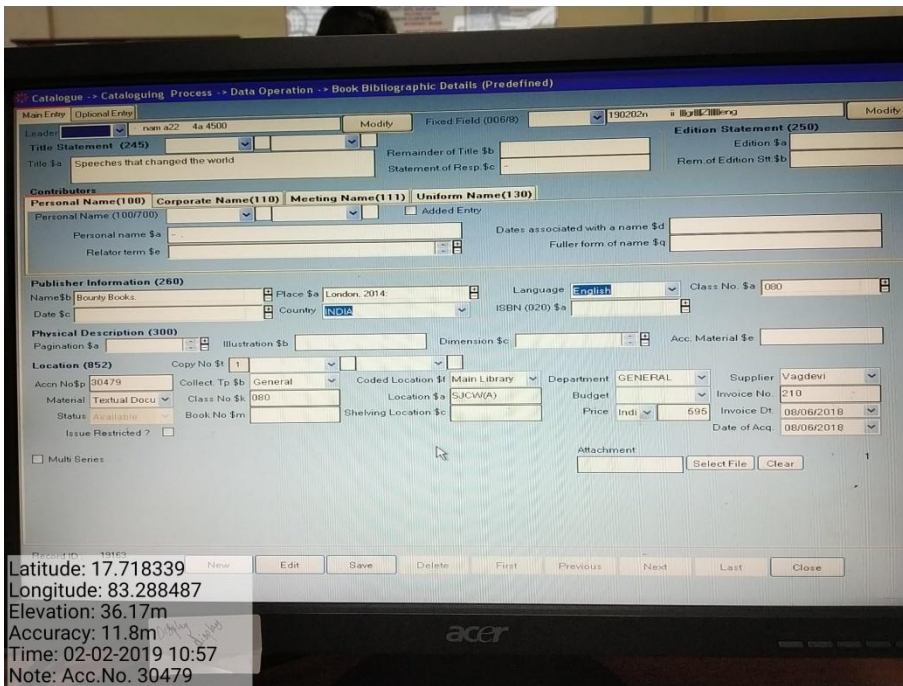 Catalogue -> Cataloguing Process -> Data Operation -> Book Bibliographic Details (Predefined)
Main Entry Optional Entry
Leader nam a22 4a 4500 Modify Fixed Field (006/8) 190202n Modify
Title Statement (245) Edition Statement (250)
Remainder of Title $b Edition $a
Title $a Speeches that changed the world Statement of Resp.$c - Rem.of Edition Stt.$b
Contributors
Personal Name(100) Corporate Name(110) Meeting Name(111) Uniform Name(130)
Personal Name (100/700) Added Entry
Personal name $a - . Dates associated with a name $d
Relator term $e Fuller form of name $q
Publisher Information (260)
Name$b Bounty Books. Place $a London, 2014: Language English Class No. $a 080
Date $c Country INDIA ISBN (020) $a
Physical Description (300)
Pagination $a Illustration $b Dimension $c Acc. Material $e
Location (852) Copy No $t 1
Accn No$p 30479 Collect. Tp $b General Coded Location $f Main Library Department GENERAL Supplier Vagdevi
Material Textual Docu Class No $k 080 Location $a SJCW(A) Budget Invoice No. 210
Status Available Book No $m Shelving Location $c Price Indi 595 Invoice Dt. 08/06/2018
Issue Restricted ? Date of Acq. 08/06/2018
Multi Series Attachment
Select File Clear 1
Record ID 19163
New Edit Save Delete First Previous Next Last Close
Latitude: 17.718339
Longitude: 83.288487
Elevation: 36.17m
Accuracy: 11.8m
Time: 02-02-2019 10:57
Note: Acc.No. 30479
display
acer